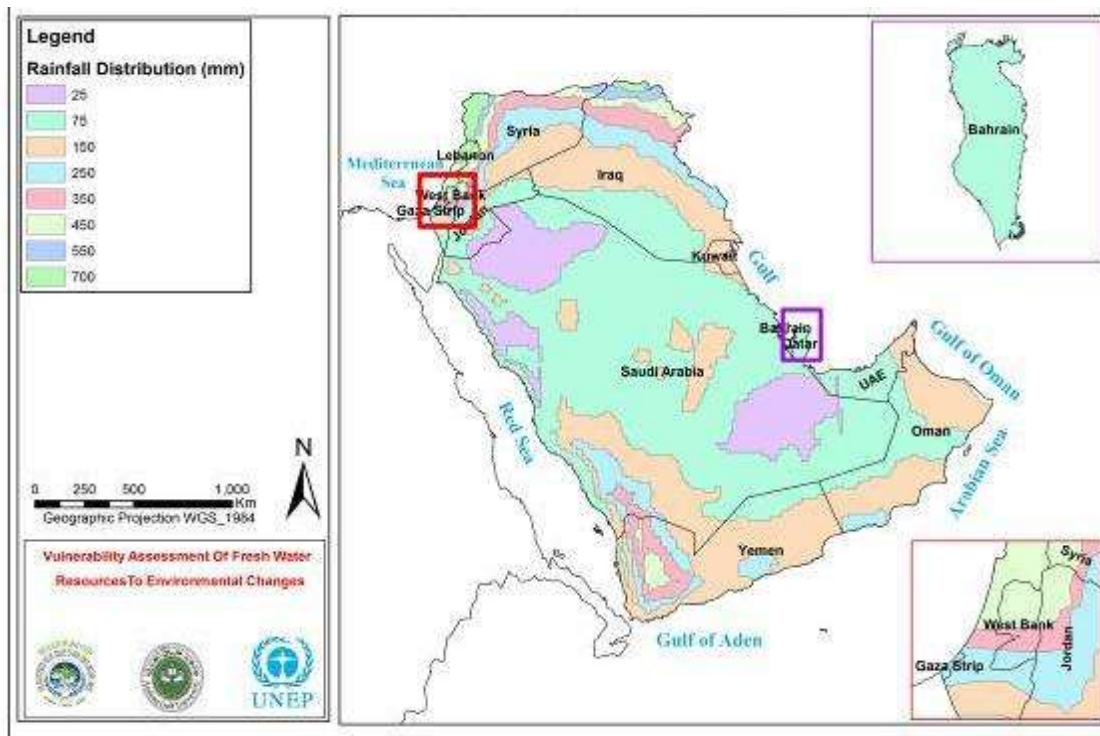 Legend
Rainfall Distribution (mm)
25
75
150
250
350
450
550
700
N
0 250 500 1,000
Km
Geographic Projection WGS_1984
Vulnerability Assessment Of Fresh Water
ResourcesTo Environmental Changes
UNEP
Syria
Lebanon
Mediterrenean
Sea
West Bank
Gaza Strip
Iraq
Kuwait
Gulf
Bahrain
Jatar
Saudi Arabia
UAE
Gulf of Oman
Oman
Arabian Sea
Red Sea
Yemen
Gulf of Aden
Bahrain
Syria
West Bank
Jordan
Gaza Strip